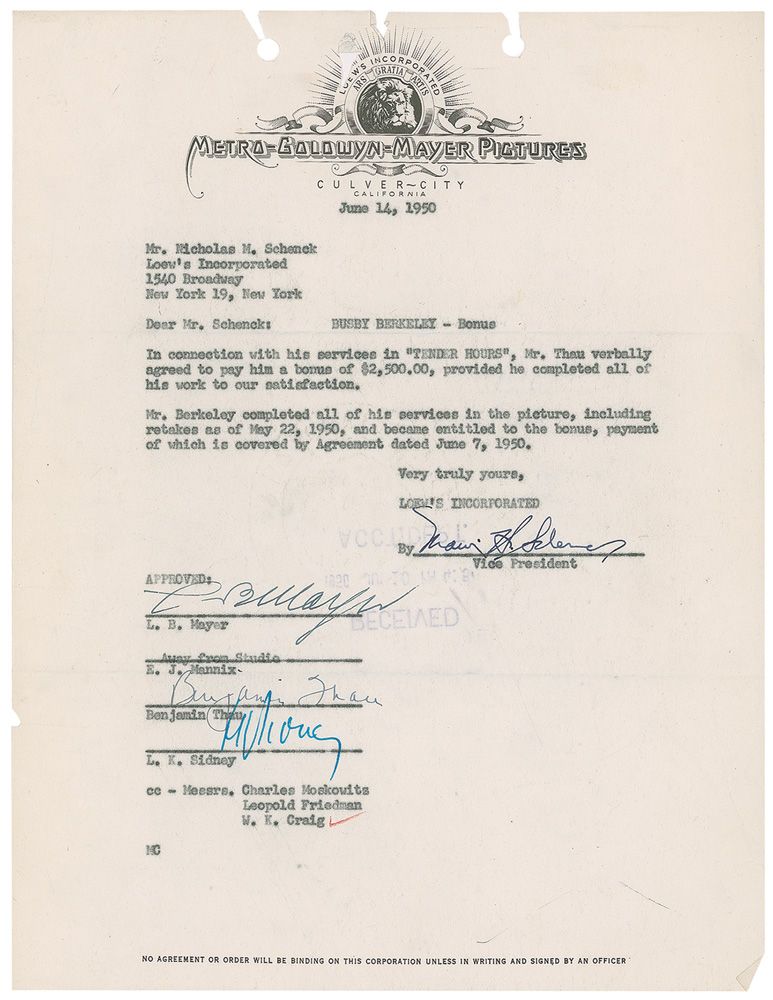 LOEW'S INCORPORATED
ARS GRATIA ARTIS
METRO-GOLDWYN-MAYER PICTURES
CULVER~CITY
CALIFORNIA
June 14, 1950
Mr. Nicholas M. Schenck
Loew's Incorporated
1540 Broadway
New York 19, New York
Dear Mr. Schenck: BUSBY BERKELEY - Bonus
In connection with his services in "TENDER HOURS", Mr. Thau verbally
agreed to pay him a bonus of $2,500.00, provided he completed all of
his work to our satisfaction.
Mr. Berkeley completed all of his services in the picture, including
retakes as of May 22, 1950, and became entitled to the bonus, payment
of which is covered by Agreement dated June 7, 1950.
Very truly yours,
LOEW'S INCORPORATED
ACCT. DEPT.
By
Vice President
1950
RECEIVED
APPROVED:
L B Mayer
L. B. Mayer
Away from Studio
E. J. Mannix
Benjamin Thau
Benjamin Thau
L. K. Sidney
cc - Messrs. Charles Moskowitz
Leopold Friedman
W. K. Craig
MC
NO AGREEMENT OR ORDER WILL BE BINDING ON THIS CORPORATION UNLESS IN WRITING AND SIGNED BY AN OFFICER